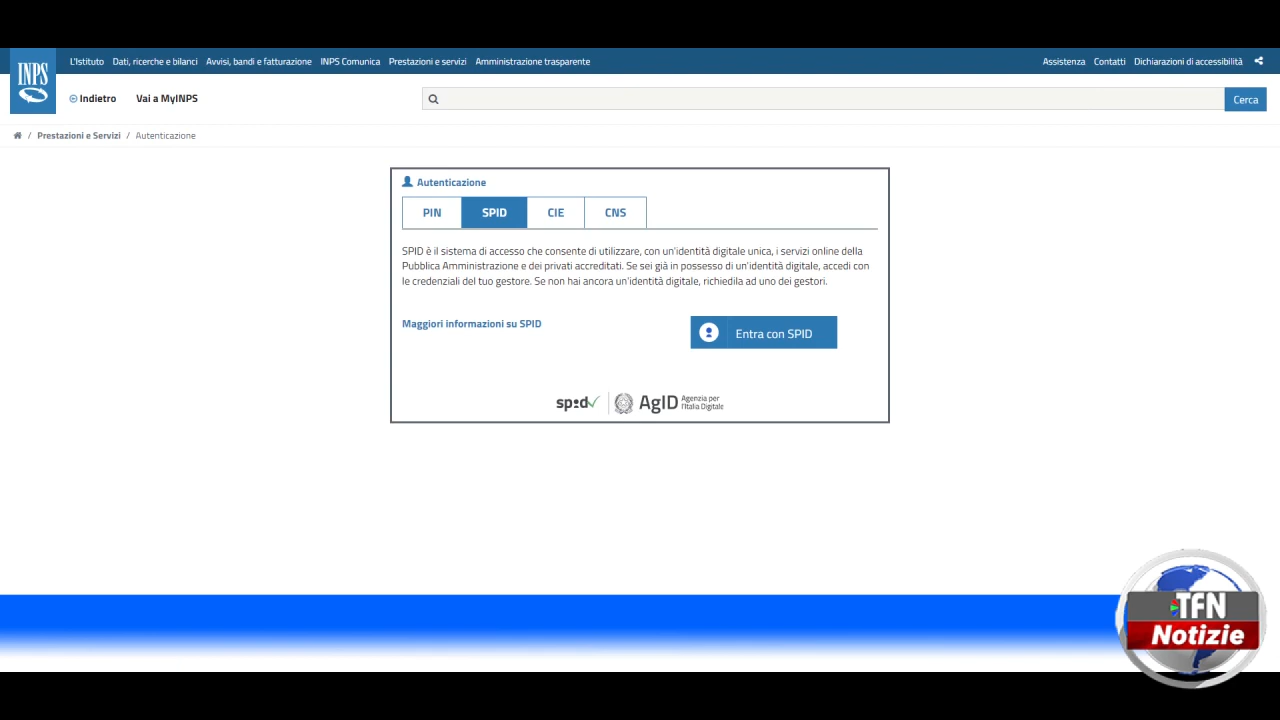 INPS
L'Istituto Dati, ricerche e bilanci Avvisi, bandi e fatturazione INPS Comunica Prestazioni e servizi Amministrazione trasparente Assistenza Contatti Dichiarazioni di accessibilità
Indietro Vai a MyINPS Cerca
/ Prestazioni e Servizi / Autenticazione
Autenticazione
PIN SPID CIE CNS
SPID è il sistema di accesso che consente di utilizzare, con un'identità digitale unica, i servizi online della
Pubblica Amministrazione e dei privati accreditati. Se sei già in possesso di un'identità digitale, accedi con
le credenziali del tuo gestore. Se non hai ancora un'identità digitale, richiedila ad uno dei gestori.
Maggiori informazioni su SPID
Entra con SPID
spid AgID Agenzia per
l'Italia Digitale
TFN
Notizie